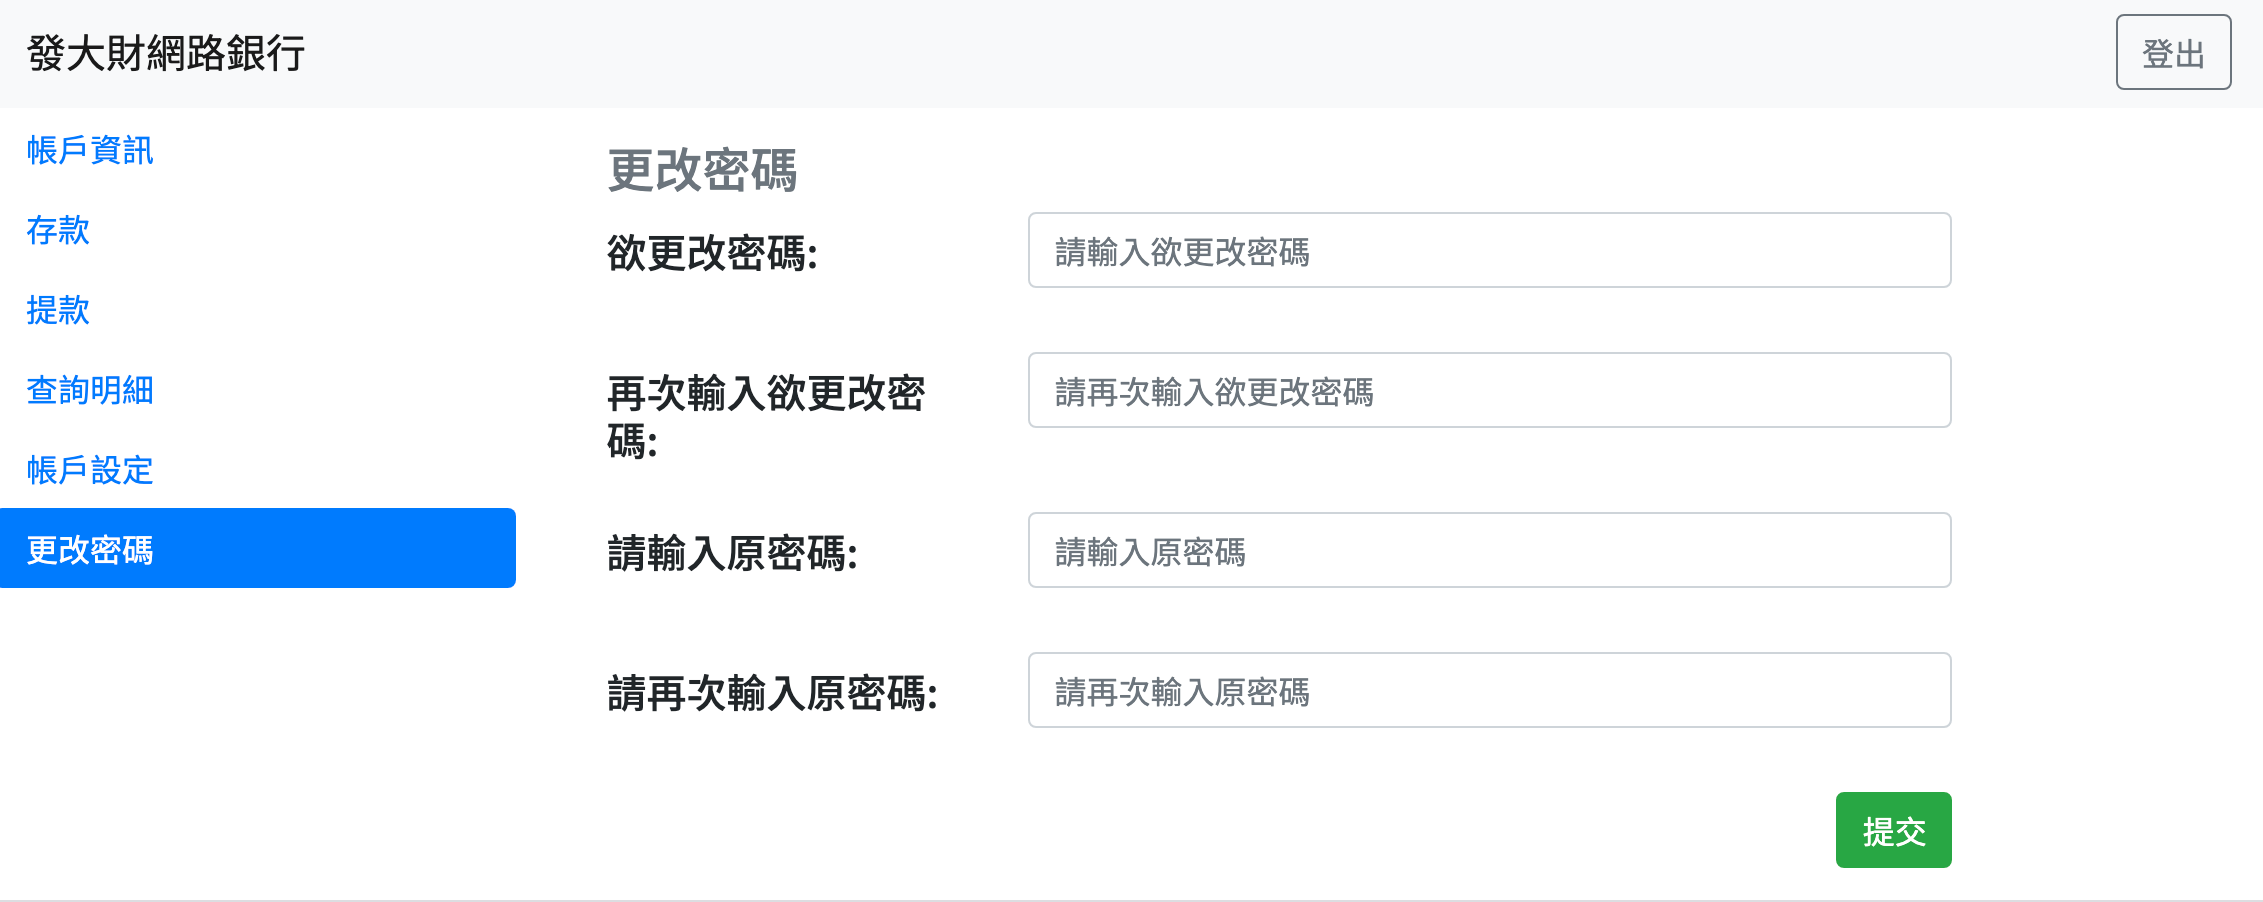 發大財網路銀行
登出
帳戶資訊
存款
提款
查詢明細
帳戶設定
更改密碼
更改密碼
欲更改密碼:
請輸入欲更改密碼
再次輸入欲更改密
碼:
請再次輸入欲更改密碼
請輸入原密碼:
請輸入原密碼
請再次輸入原密碼:
請再次輸入原密碼
提交